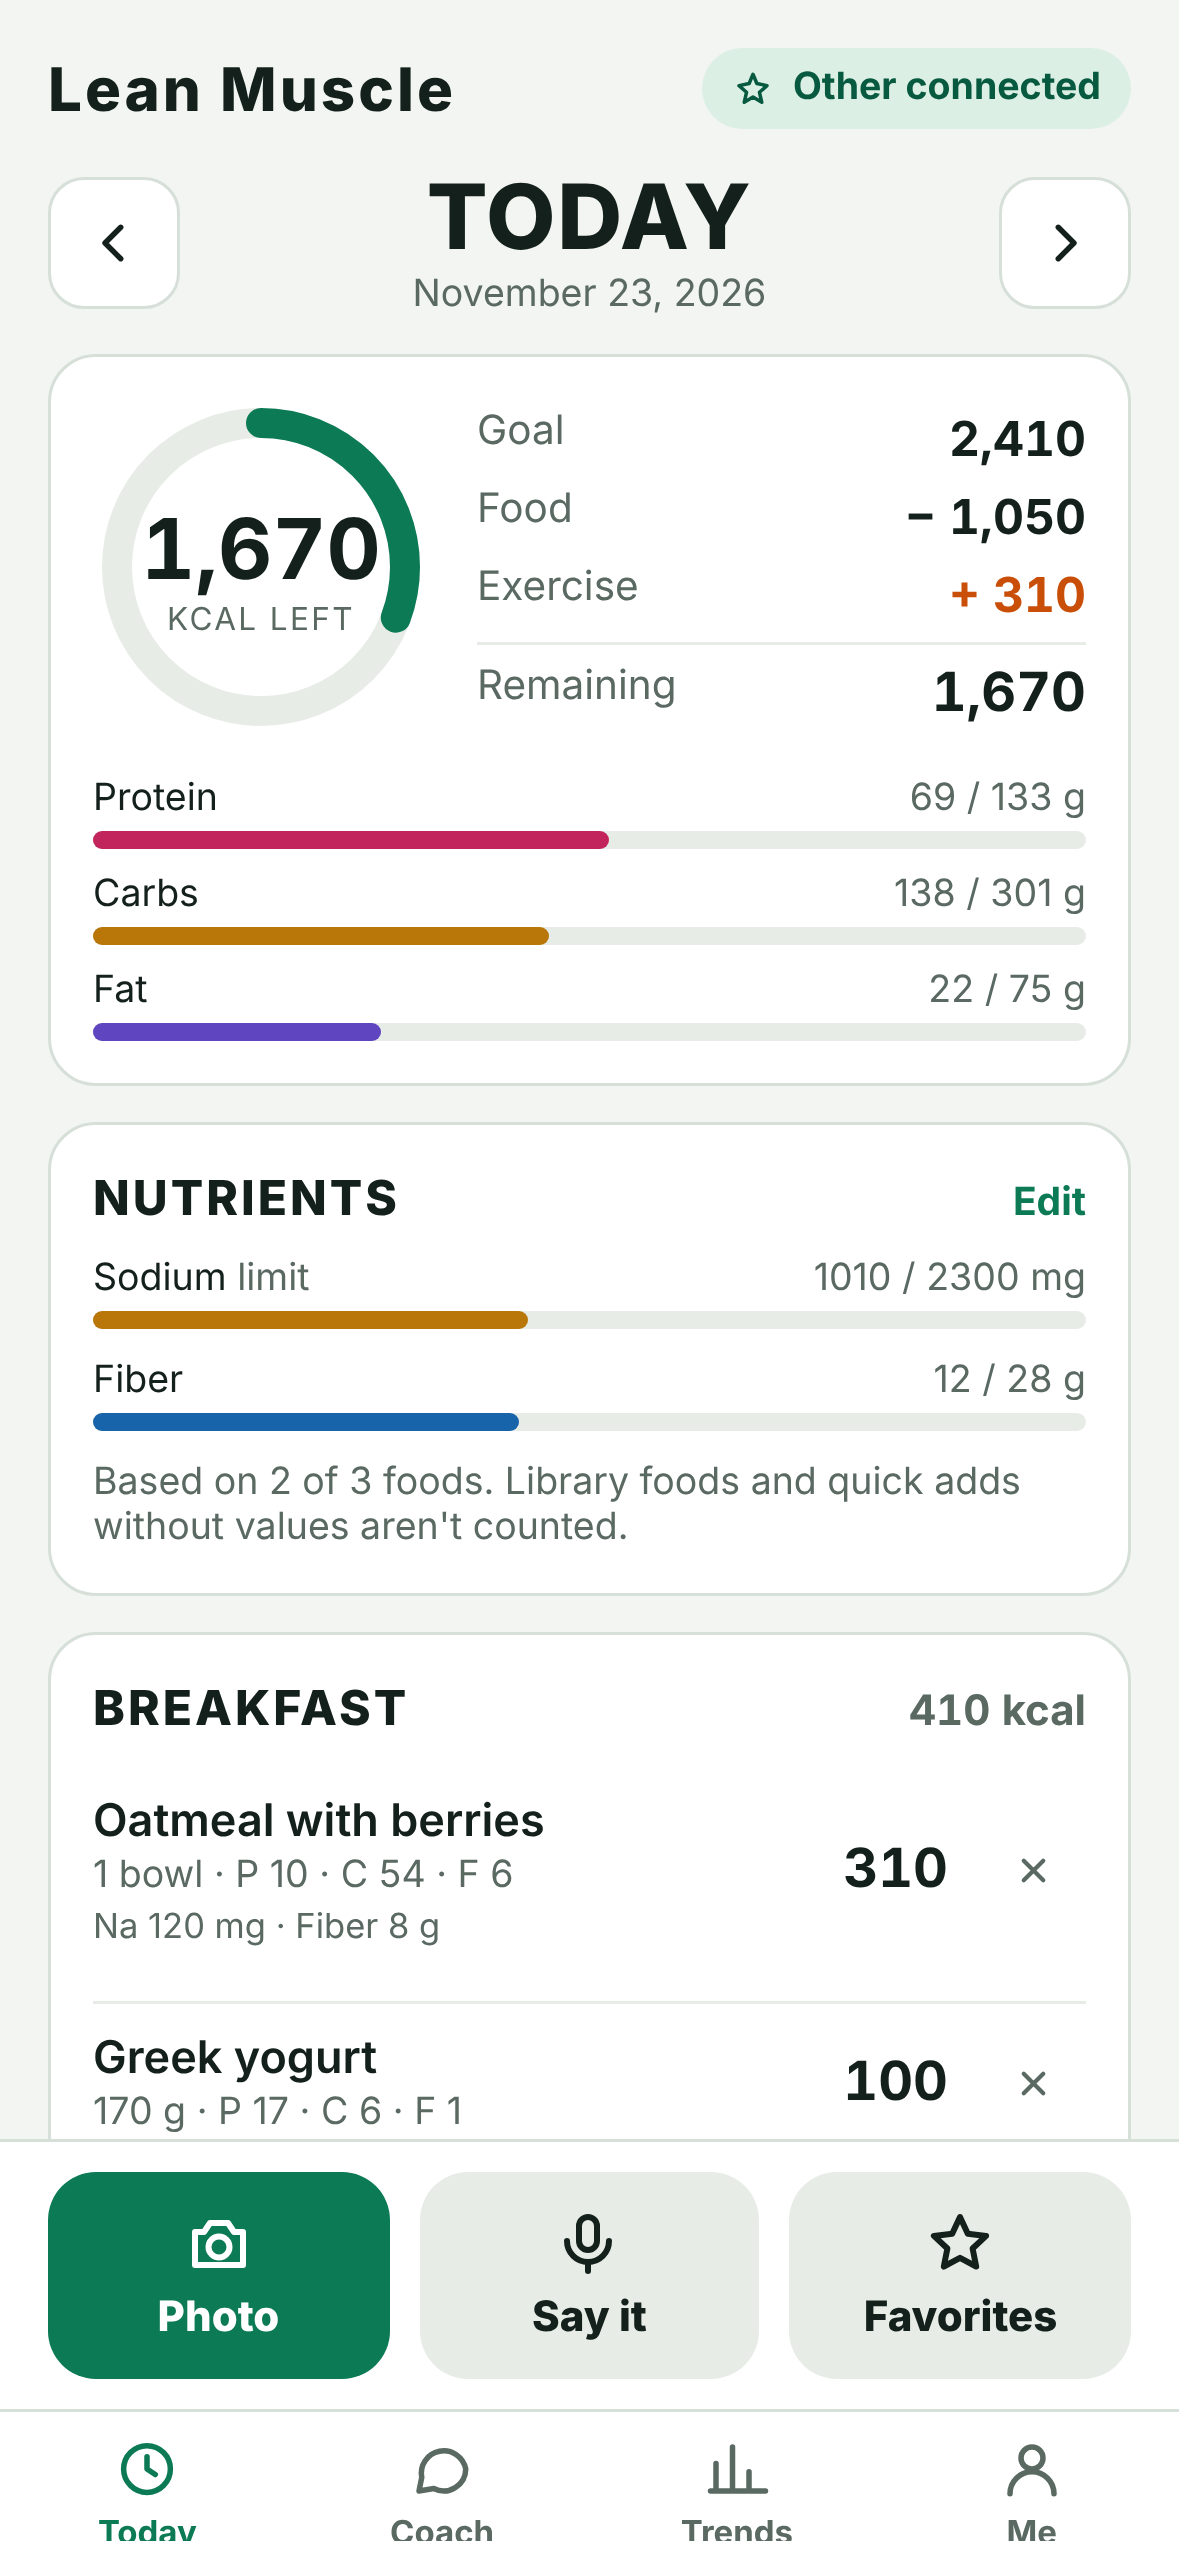 Lean Muscle
Other connected
TODAY
November 23, 2026
1,670
KCAL LEFT
Goal 2,410
Food − 1,050
Exercise + 310
Remaining 1,670
Protein 69 / 133 g
Carbs 138 / 301 g
Fat 22 / 75 g
NUTRIENTS Edit
Sodium limit 1010 / 2300 mg
Fiber 12 / 28 g
Based on 2 of 3 foods. Library foods and quick adds
without values aren't counted.
BREAKFAST 410 kcal
Oatmeal with berries
1 bowl · P 10 · C 54 · F 6
Na 120 mg · Fiber 8 g
310 ×
Greek yogurt
170 g · P 17 · C 6 · F 1
100 ×
Photo Say it Favorites
Today Coach Trends Me